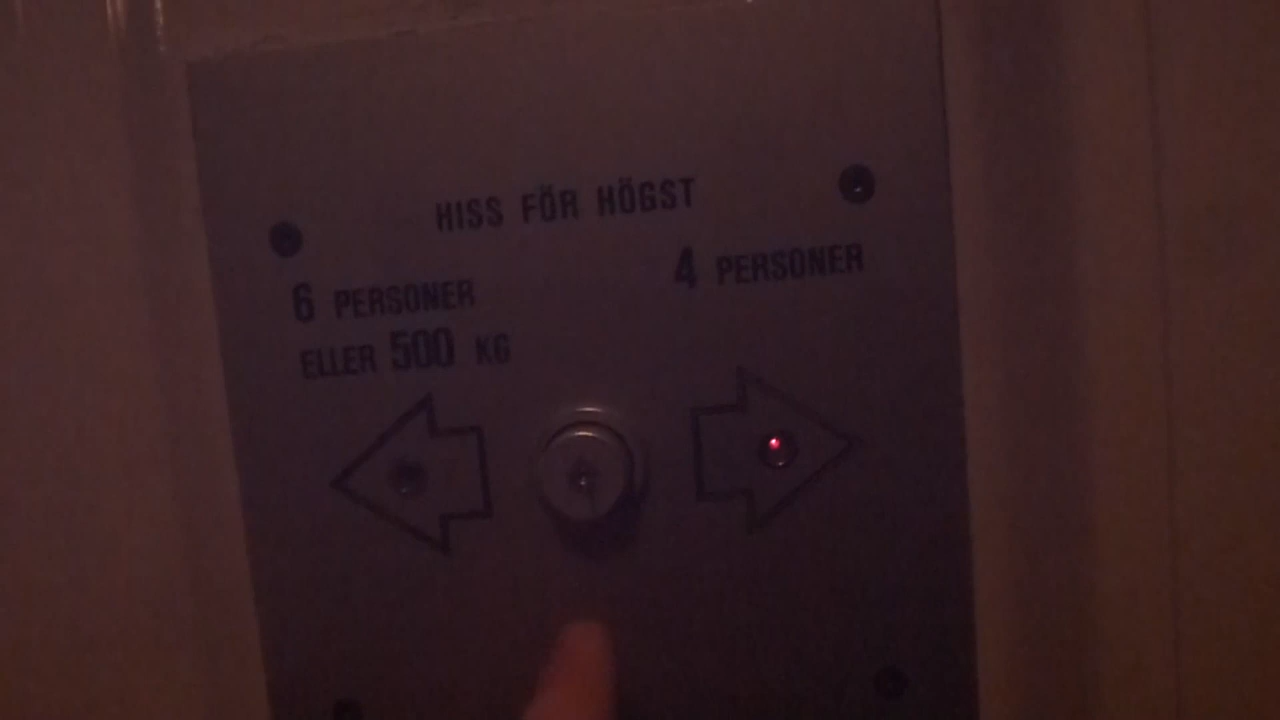 HISS FÖR HÖGST
6 PERSONER
ELLER 500 KG
4 PERSONER